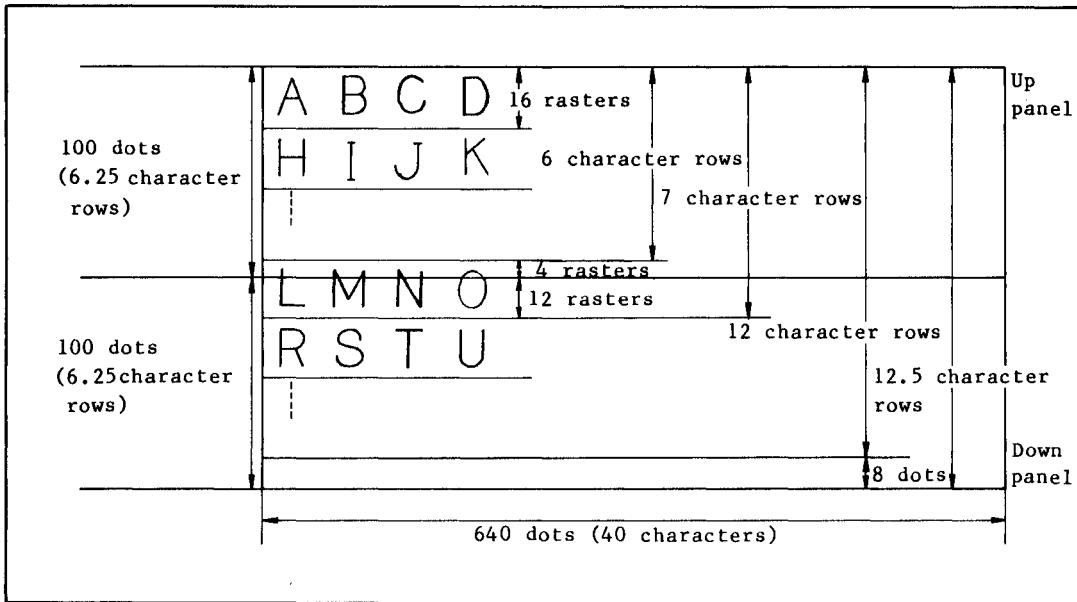 A B C D
16 rasters
Up
panel
H I J K
100 dots
(6.25 character
rows)
6 character rows
7 character rows
4 rasters
L M N O
12 rasters
12 character rows
R S T U
100 dots
(6.25character
rows)
12.5 character
rows
Down
panel
8 dots
640 dots (40 characters)